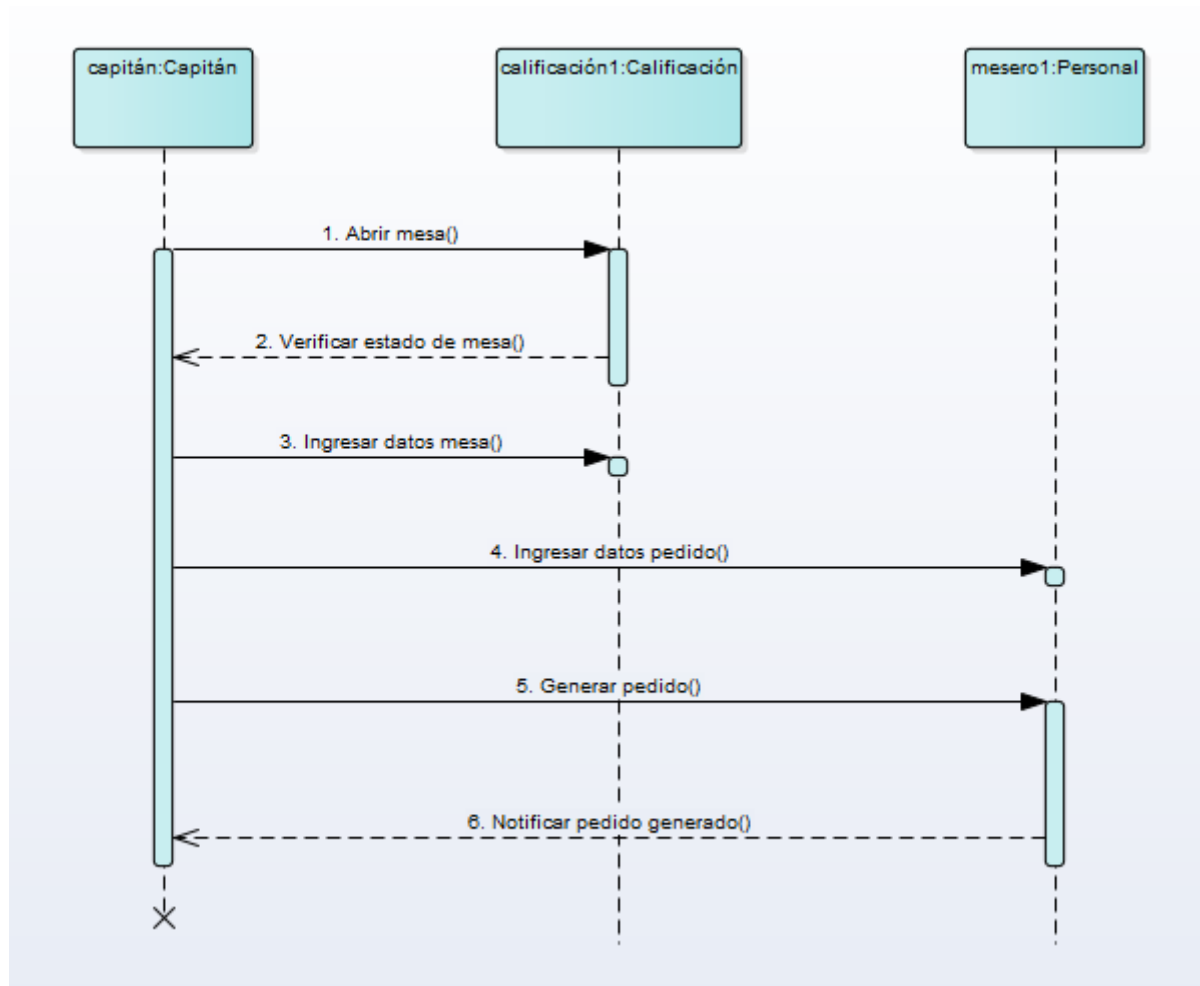 capitán:Capitán
calificación1:Calificación
mesero1:Personal
1. Abrir mesa()
2. Verificar estado de mesa()
3. Ingresar datos mesa()
4. Ingresar datos pedido()
5. Generar pedido()
6. Notificar pedido generado()